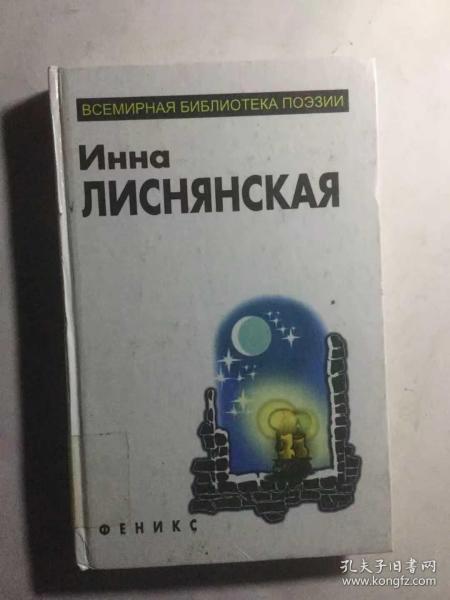 ВСЕМИРНАЯ БИБЛИОТЕКА ПОЭЗИИ
Инна
ЛИСНЯНСКАЯ
ФЕНИКС
孔夫子旧书网
www.kongfz.com